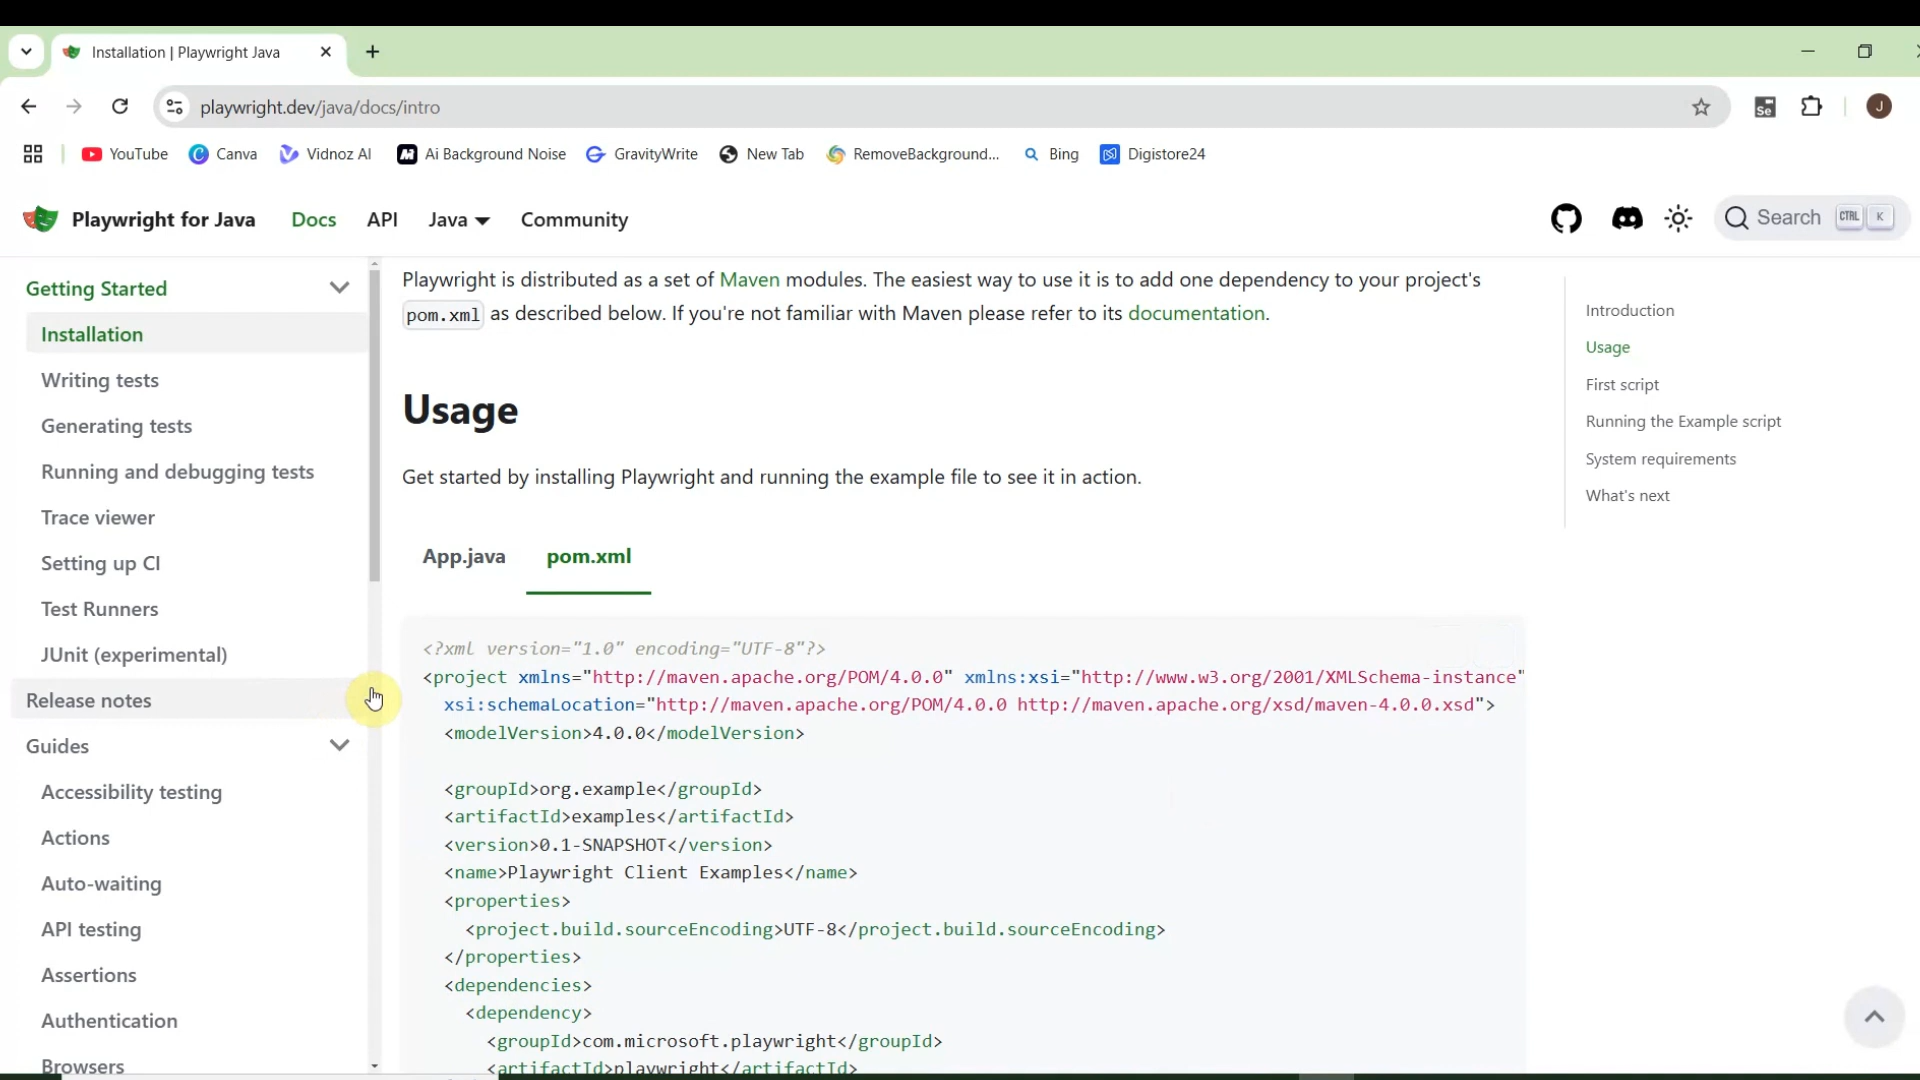 Installation | Playwright Java
playwright.dev/java/docs/intro
Se
J
YouTube
Canva
Vidnoz AI
Ai Background Noise
GravityWrite
New Tab
RemoveBackground...
Bing
Digistore24
Playwright for Java
Docs
API
Java
Community
Search
CTRL
K
Getting Started
Installation
Writing tests
Generating tests
Running and debugging tests
Trace viewer
Setting up CI
Test Runners
JUnit (experimental)
Release notes
Guides
Accessibility testing
Actions
Auto-waiting
API testing
Assertions
Authentication
Browsers
Playwright is distributed as a set of Maven modules. The easiest way to use it is to add one dependency to your project's
pom.xml as described below. If you're not familiar with Maven please refer to its documentation.
Usage
Get started by installing Playwright and running the example file to see it in action.
App.java
pom.xml
<?xml version="1.0" encoding="UTF-8"?>
<project xmlns="http://maven.apache.org/POM/4.0.0" xmlns:xsi="http://www.w3.org/2001/XMLSchema-instance"
xsi:schemaLocation="http://maven.apache.org/POM/4.0.0 http://maven.apache.org/xsd/maven-4.0.0.xsd">
<modelVersion>4.0.0</modelVersion>
<groupId>org.example</groupId>
<artifactId>examples</artifactId>
<version>0.1-SNAPSHOT</version>
<name>Playwright Client Examples</name>
<properties>
<project.build.sourceEncoding>UTF-8</project.build.sourceEncoding>
</properties>
<dependencies>
<dependency>
<groupId>com.microsoft.playwright</groupId>
<artifactId>playwright</artifactId>
Introduction
Usage
First script
Running the Example script
System requirements
What's next